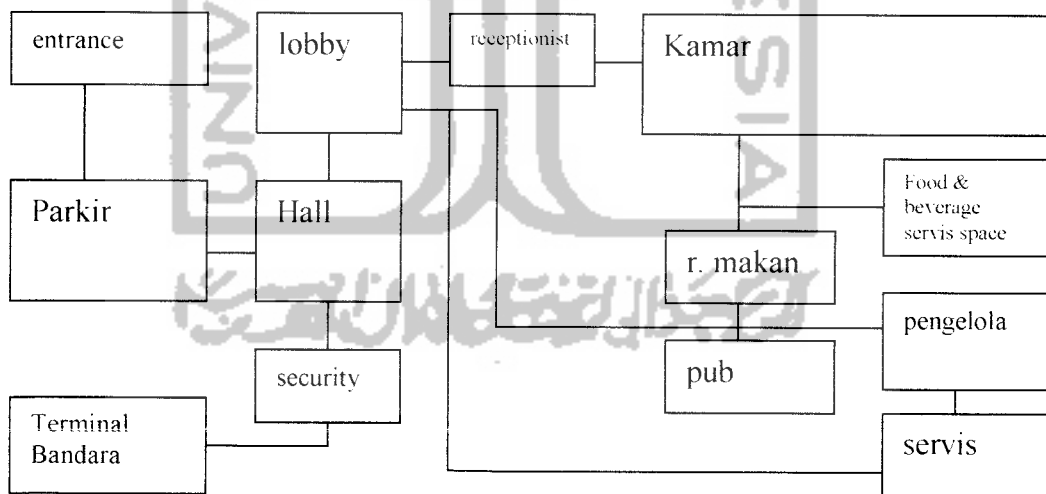 entrance
lobby
receptionist
Kamar
Parkir
Hall
Food &
beverage
servis space
r. makan
pengelola
security
pub
Terminal
Bandara
servis